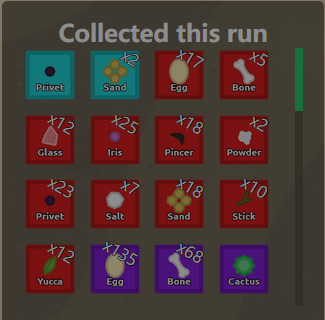 Collected this run
Privet
x2
Sand
x17
Egg
x5
Bone
x12
Glass
x25
Iris
x18
Pincer
x2
Powder
x23
Privet
x7
Salt
x18
Sand
x10
Stick
x12
Yucca
x135
Egg
x68
Bone
Cactus